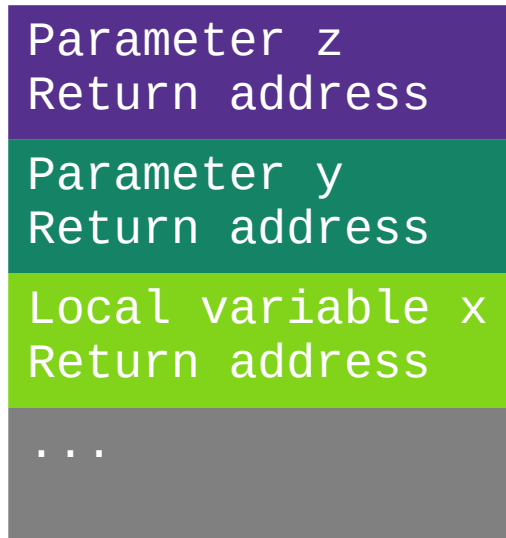 Parameter z
Return address
Parameter y
Return address
Local variable x
Return address
...